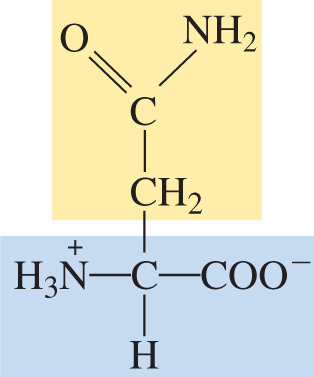 O NH₂
C
CH₂
H₃N⁺—C—COO⁻
H